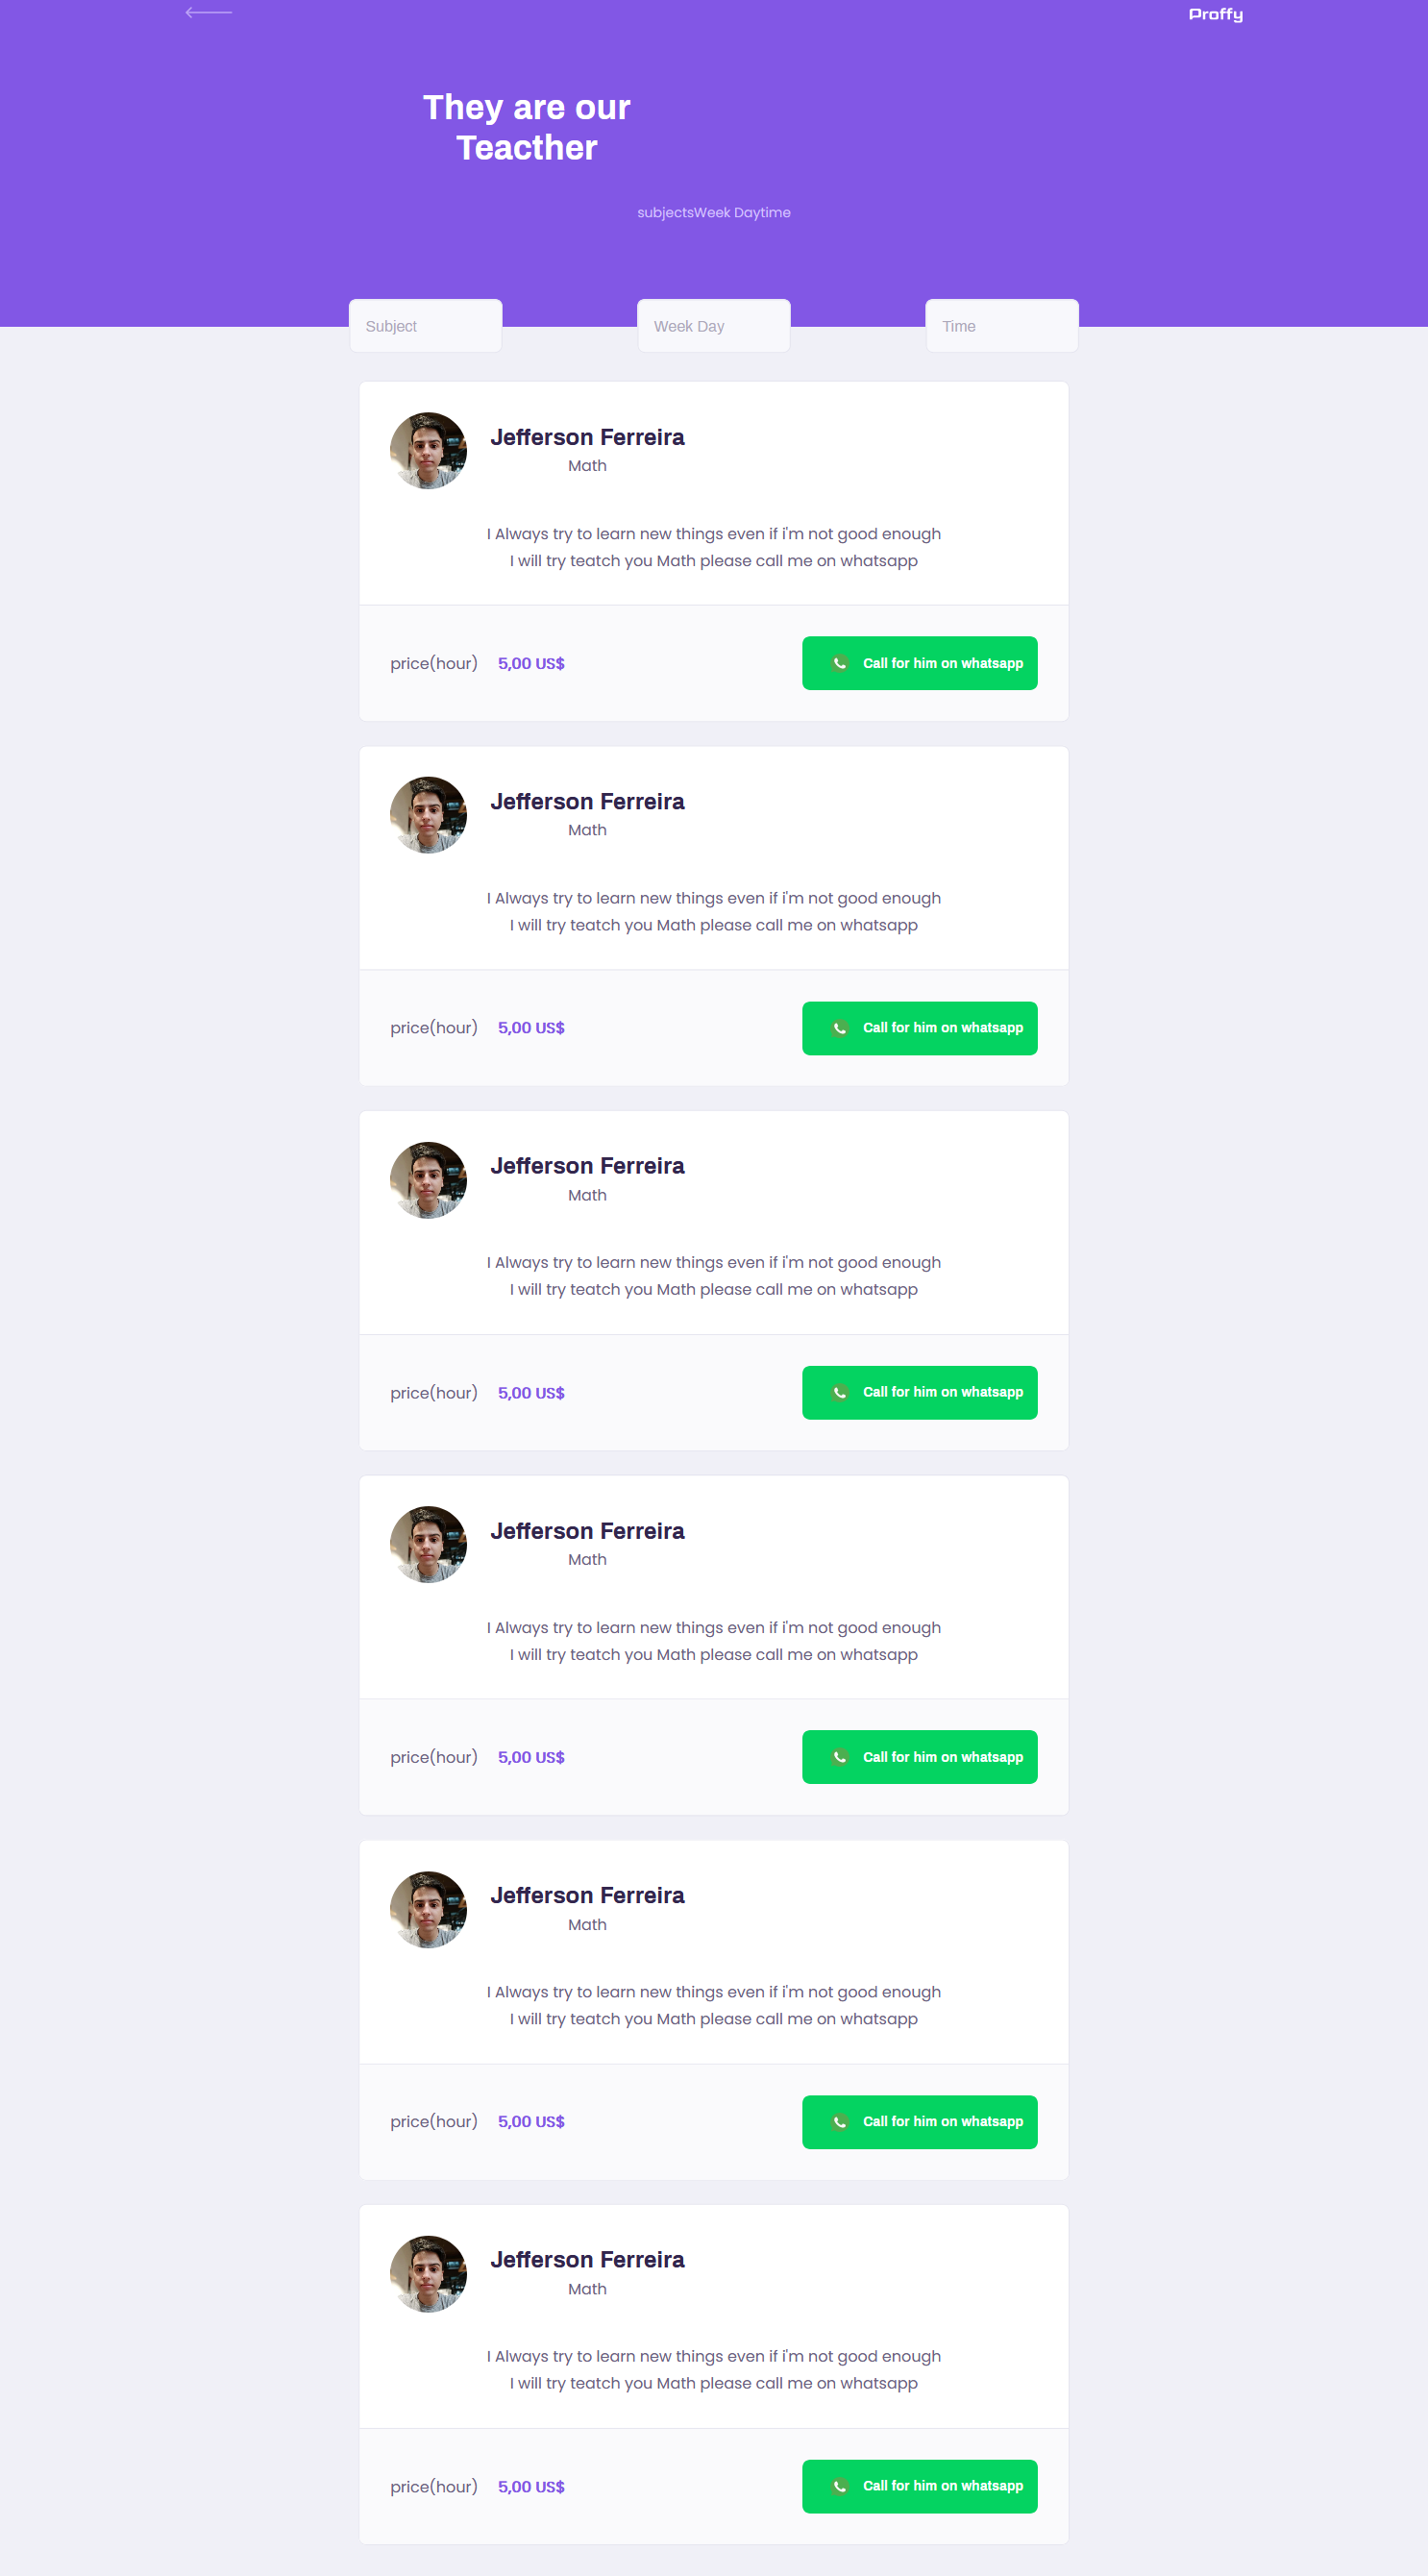 Proffy
They are our
Teacther
subjectsWeek Daytime
Subject
Week Day
Time
Jefferson Ferreira
Math
I Always try to learn new things even if i'm not good enough
I will try teatch you Math please call me on whatsapp
price(hour) 5,00 US$
Call for him on whatsapp
Jefferson Ferreira
Math
I Always try to learn new things even if i'm not good enough
I will try teatch you Math please call me on whatsapp
price(hour) 5,00 US$
Call for him on whatsapp
Jefferson Ferreira
Math
I Always try to learn new things even if i'm not good enough
I will try teatch you Math please call me on whatsapp
price(hour) 5,00 US$
Call for him on whatsapp
Jefferson Ferreira
Math
I Always try to learn new things even if i'm not good enough
I will try teatch you Math please call me on whatsapp
price(hour) 5,00 US$
Call for him on whatsapp
Jefferson Ferreira
Math
I Always try to learn new things even if i'm not good enough
I will try teatch you Math please call me on whatsapp
price(hour) 5,00 US$
Call for him on whatsapp
Jefferson Ferreira
Math
I Always try to learn new things even if i'm not good enough
I will try teatch you Math please call me on whatsapp
price(hour) 5,00 US$
Call for him on whatsapp